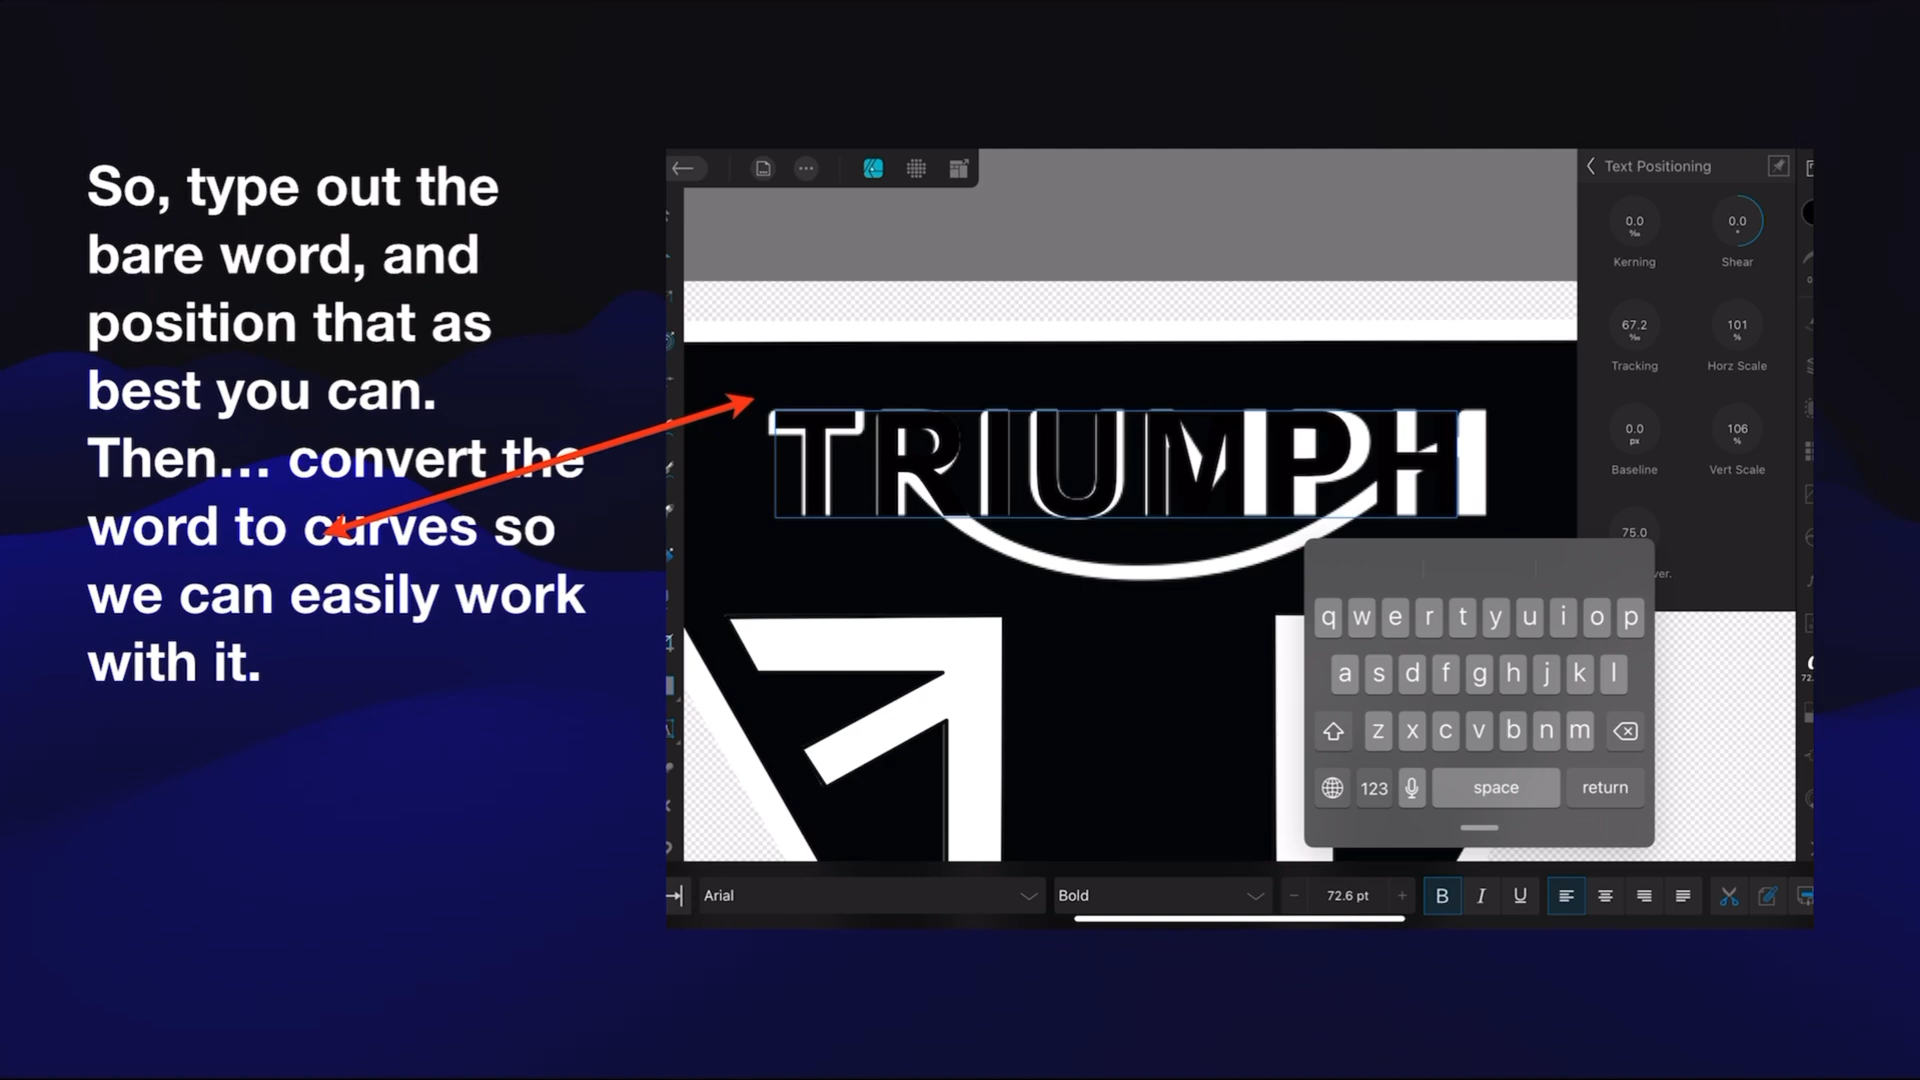 So, type out the
bare word, and
position that as
best you can.
Then... convert the
word to curves so
we can easily work
with it.
Text Positioning
0.0
‰
0.0
°
Kerning
Shear
67.2
‰
101
%
Tracking
Horz Scale
0.0
px
106
%
Baseline
Vert Scale
75.0
ver.
TRIUMPH
q w e r t y u i o p
a s d f g h j k l
z x c v b n m
123
space
return
Arial
Bold
72.6 pt
B I U